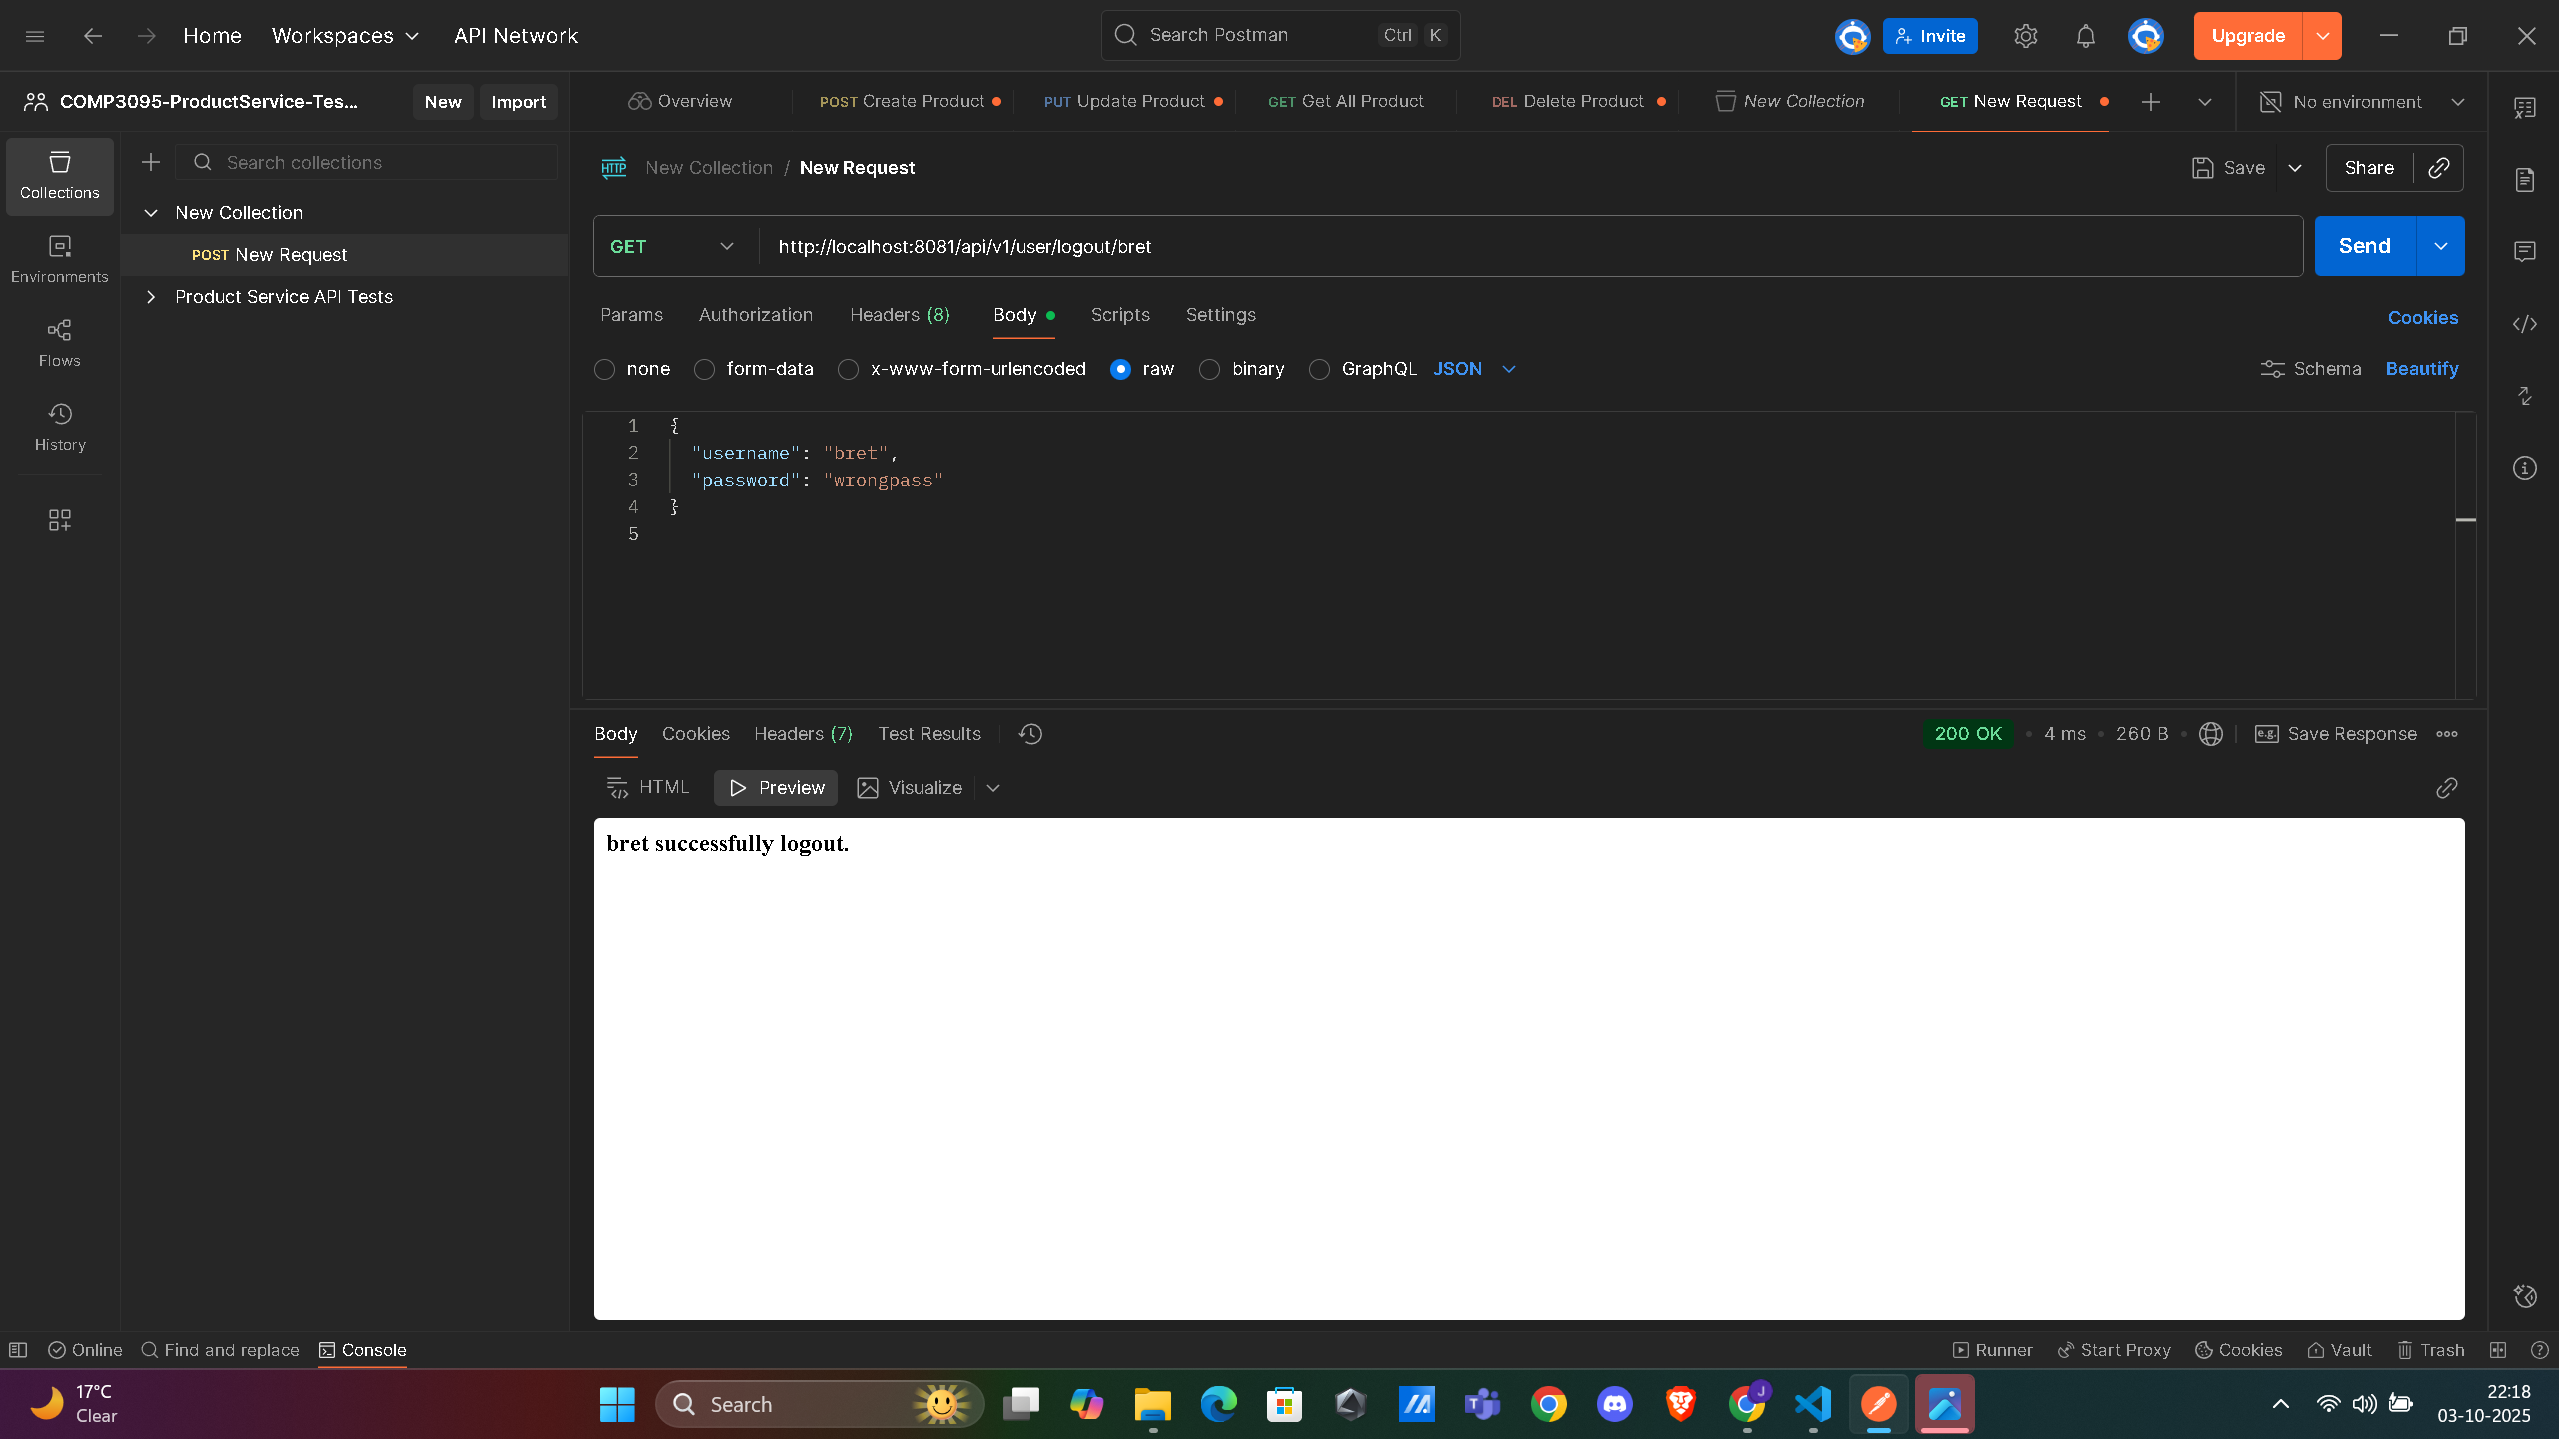 Home Workspaces API Network Search Postman Ctrl K Invite Upgrade
COMP3095-ProductService-Tes... New Import Overview POST Create Product PUT Update Product GET Get All Product DEL Delete Product New Collection GET New Request No environment
Collections
Environments
Flows
History
Search collections
New Collection
POST New Request
Product Service API Tests
HTTP New Collection / New Request Save Share
GET http://localhost:8081/api/v1/user/logout/bret Send
Params Authorization Headers (8) Body Scripts Settings Cookies
none form-data x-www-form-urlencoded raw binary GraphQL JSON Schema Beautify
1 {
2 "username": "bret",
3 "password": "wrongpass"
4 }
5
Body Cookies Headers (7) Test Results 200 OK • 4 ms • 260 B • e.g. Save Response
HTML Preview Visualize
bret successfully logout.
Online Find and replace Console Runner Start Proxy Cookies Vault Trash
17°C
Clear
Search
J
22:18
03-10-2025